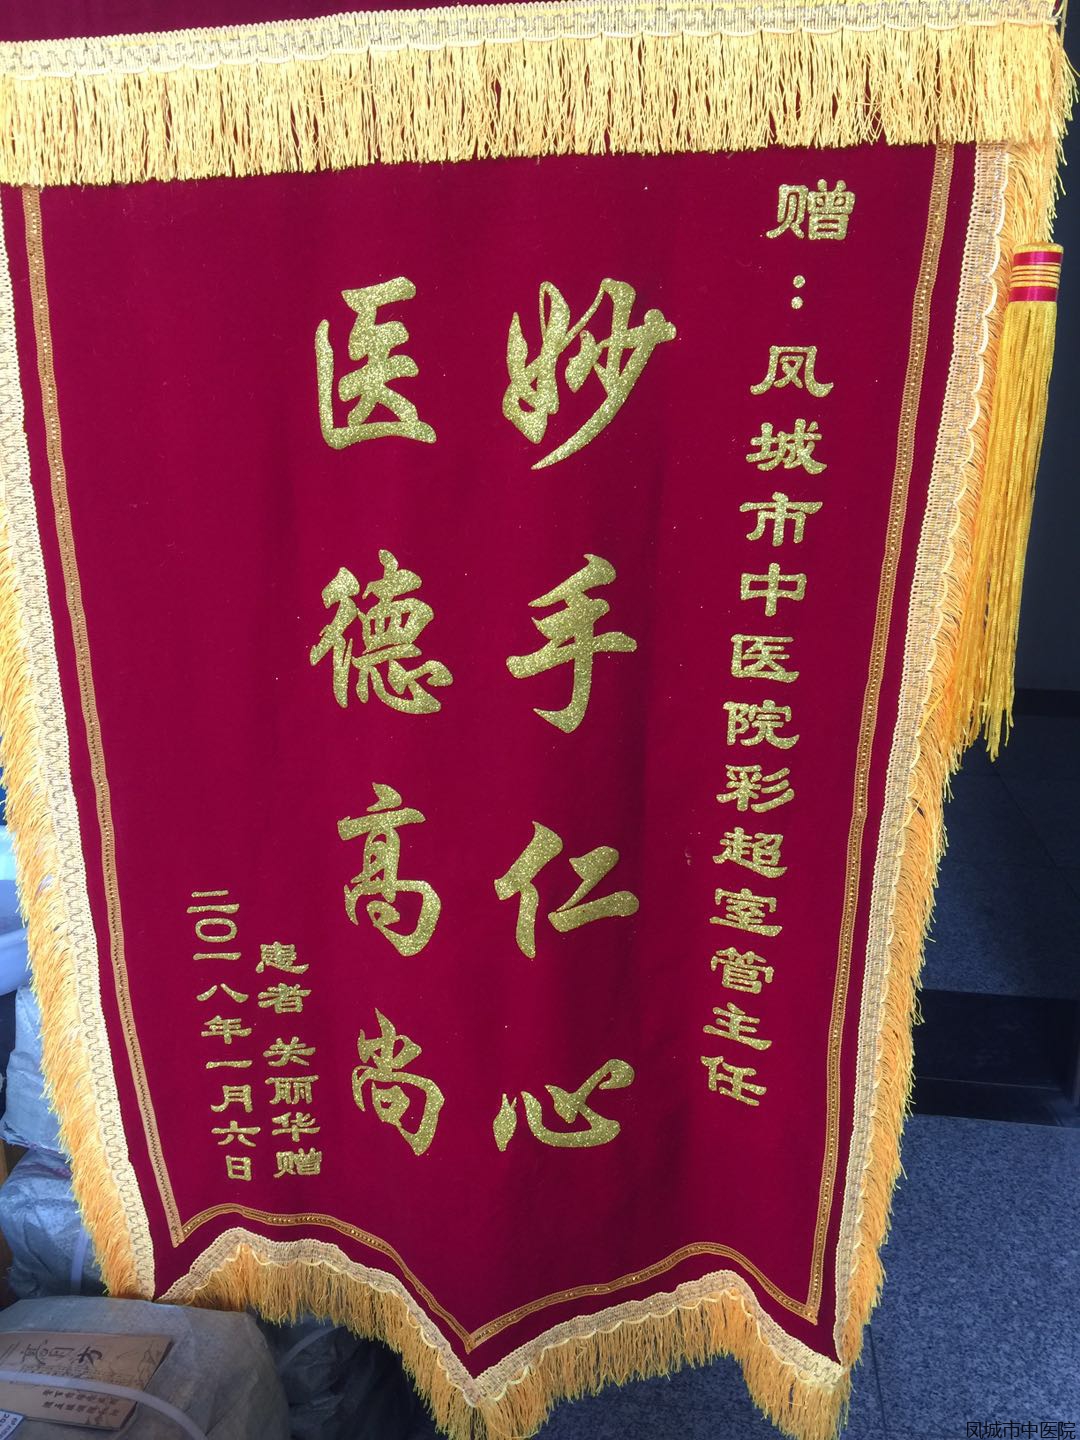 赠：凤城市中医院彩超室菅主任
妙手仁心
医德高尚
患者 关丽华赠
二〇一八年一月六日
凤城市中医院